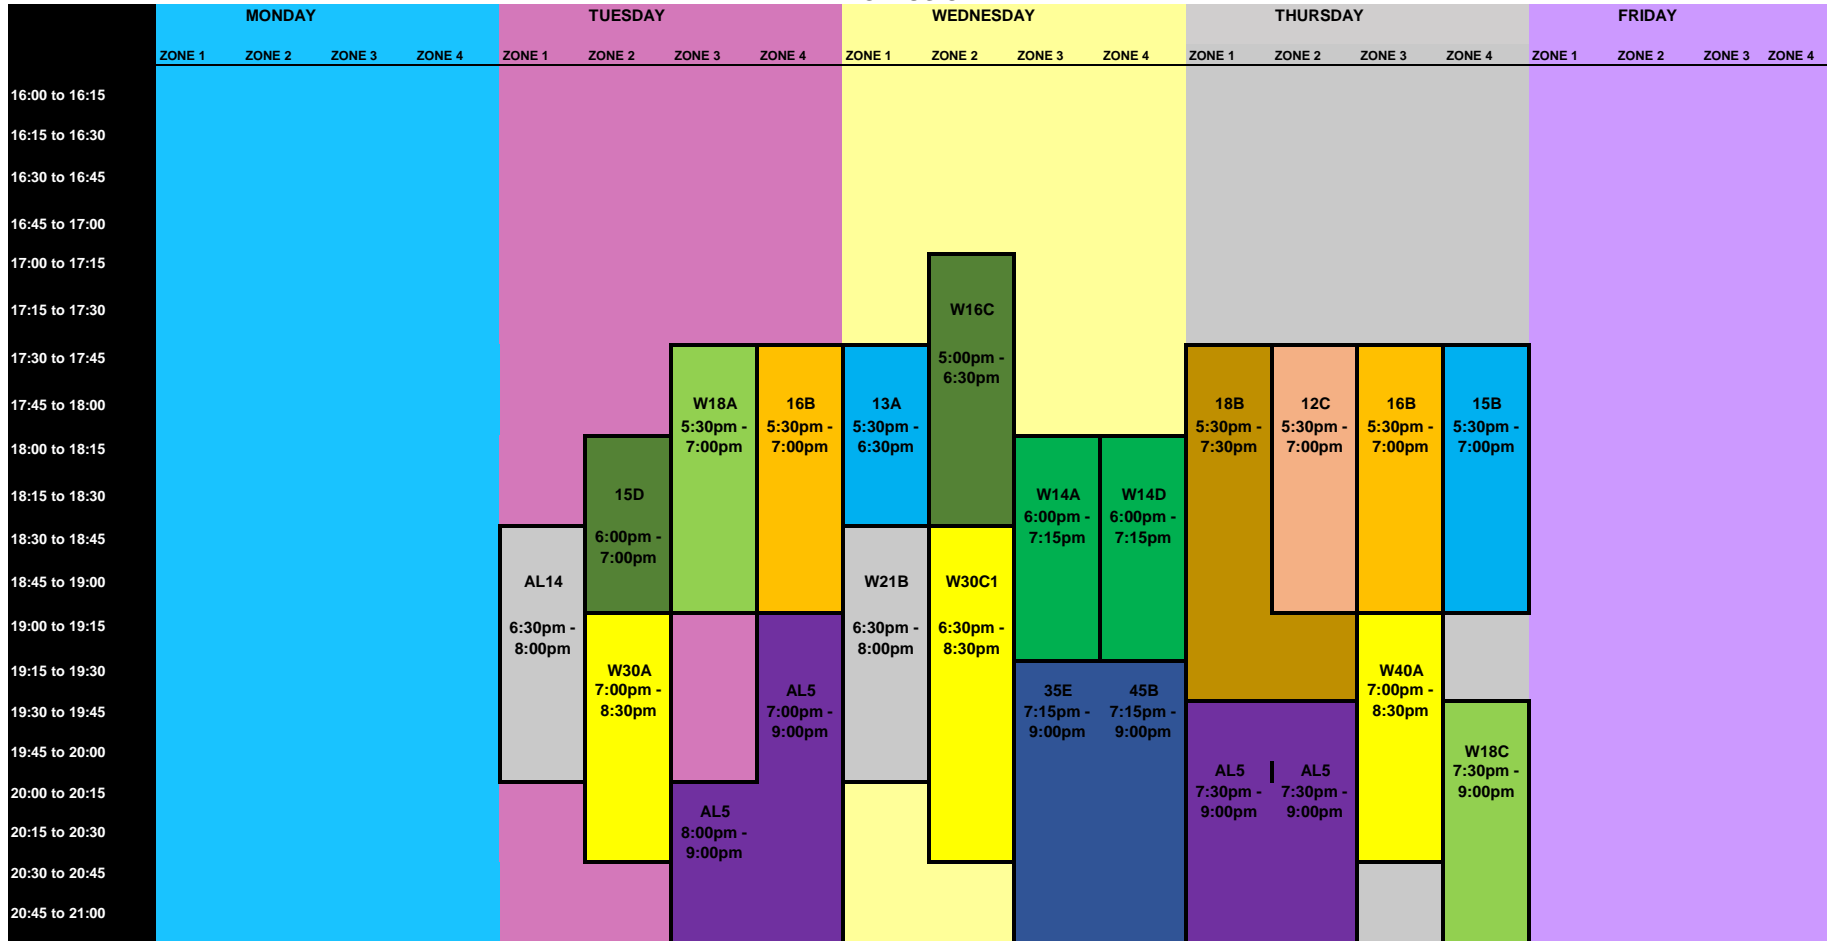 MONDAY TUESDAY WEDNESDAY THURSDAY FRIDAY
ZONE 1 ZONE 2 ZONE 3 ZONE 4 ZONE 1 ZONE 2 ZONE 3 ZONE 4 ZONE 1 ZONE 2 ZONE 3 ZONE 4 ZONE 1 ZONE 2 ZONE 3 ZONE 4 ZONE 1 ZONE 2 ZONE 3 ZONE 4
16:00 to 16:15
16:15 to 16:30
16:30 to 16:45
16:45 to 17:00
17:00 to 17:15
17:15 to 17:30
17:30 to 17:45
17:45 to 18:00
18:00 to 18:15
18:15 to 18:30
18:30 to 18:45
18:45 to 19:00
19:00 to 19:15
19:15 to 19:30
19:30 to 19:45
19:45 to 20:00
20:00 to 20:15
20:15 to 20:30
20:30 to 20:45
20:45 to 21:00
AL14
6:30pm -
8:00pm
15D
6:00pm -
7:00pm
W30A
7:00pm -
8:30pm
W18A
5:30pm -
7:00pm
AL5
8:00pm -
9:00pm
16B
5:30pm -
7:00pm
AL5
7:00pm -
9:00pm
13A
5:30pm -
6:30pm
W21B
6:30pm -
8:00pm
W16C
5:00pm -
6:30pm
W30C1
6:30pm -
8:30pm
W14A
6:00pm -
7:15pm
35E
7:15pm -
9:00pm
W14D
6:00pm -
7:15pm
45B
7:15pm -
9:00pm
18B
5:30pm -
7:30pm
AL5
7:30pm -
9:00pm
12C
5:30pm -
7:00pm
AL5
7:30pm -
9:00pm
16B
5:30pm -
7:00pm
W40A
7:00pm -
8:30pm
15B
5:30pm -
7:00pm
W18C
7:30pm -
9:00pm